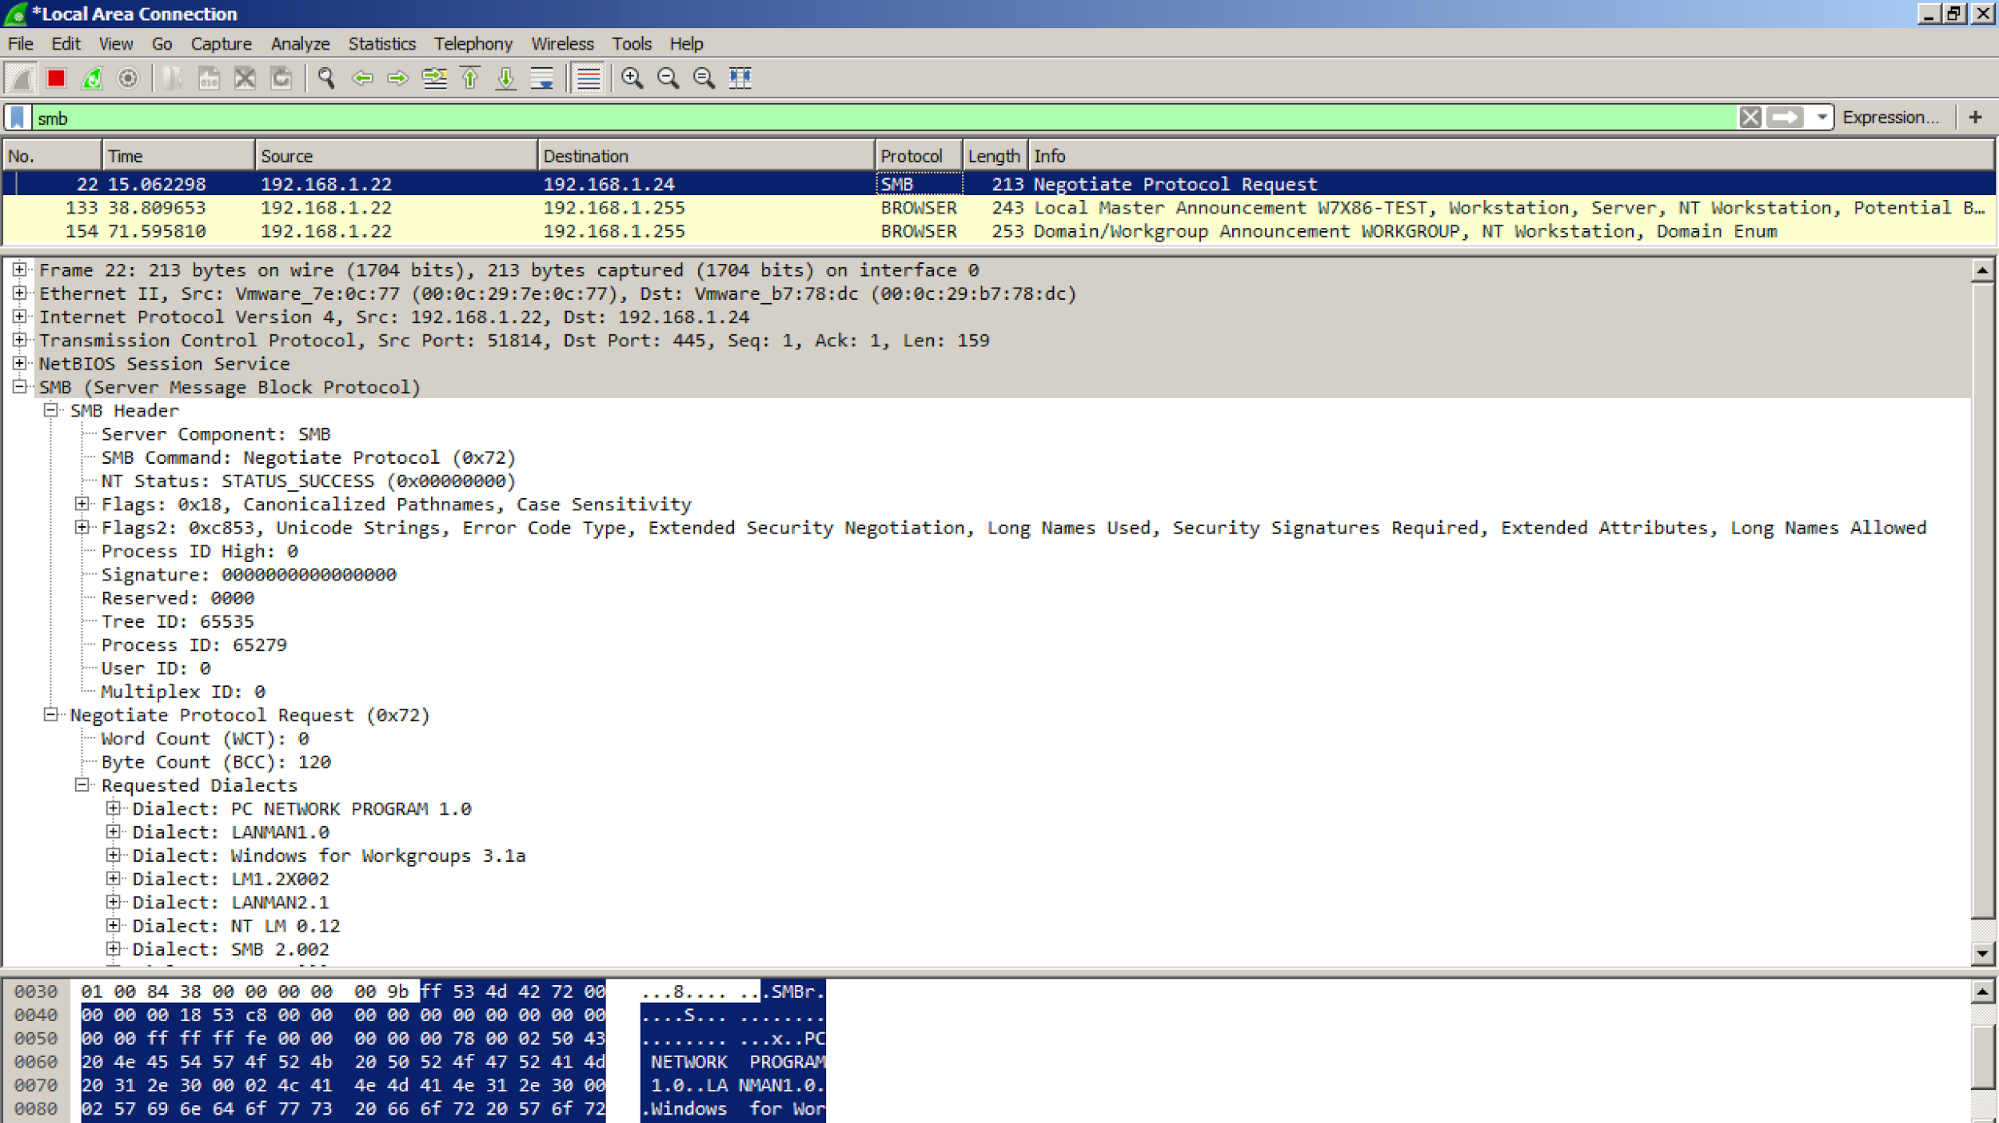 *Local Area Connection
File Edit View Go Capture Analyze Statistics Telephony Wireless Tools Help
smb Expression... +
No. Time Source Destination Protocol Length Info
22 15.062298 192.168.1.22 192.168.1.24 SMB 213 Negotiate Protocol Request
133 38.809653 192.168.1.22 192.168.1.255 BROWSER 243 Local Master Announcement W7X86-TEST, Workstation, Server, NT Workstation, Potential B…
154 71.595810 192.168.1.22 192.168.1.255 BROWSER 253 Domain/Workgroup Announcement WORKGROUP, NT Workstation, Domain Enum
Frame 22: 213 bytes on wire (1704 bits), 213 bytes captured (1704 bits) on interface 0
Ethernet II, Src: Vmware_7e:0c:77 (00:0c:29:7e:0c:77), Dst: Vmware_b7:78:dc (00:0c:29:b7:78:dc)
Internet Protocol Version 4, Src: 192.168.1.22, Dst: 192.168.1.24
Transmission Control Protocol, Src Port: 51814, Dst Port: 445, Seq: 1, Ack: 1, Len: 159
NetBIOS Session Service
SMB (Server Message Block Protocol)
SMB Header
Server Component: SMB
SMB Command: Negotiate Protocol (0x72)
NT Status: STATUS_SUCCESS (0x00000000)
Flags: 0x18, Canonicalized Pathnames, Case Sensitivity
Flags2: 0xc853, Unicode Strings, Error Code Type, Extended Security Negotiation, Long Names Used, Security Signatures Required, Extended Attributes, Long Names Allowed
Process ID High: 0
Signature: 0000000000000000
Reserved: 0000
Tree ID: 65535
Process ID: 65279
User ID: 0
Multiplex ID: 0
Negotiate Protocol Request (0x72)
Word Count (WCT): 0
Byte Count (BCC): 120
Requested Dialects
Dialect: PC NETWORK PROGRAM 1.0
Dialect: LANMAN1.0
Dialect: Windows for Workgroups 3.1a
Dialect: LM1.2X002
Dialect: LANMAN2.1
Dialect: NT LM 0.12
Dialect: SMB 2.002
0030 01 00 84 38 00 00 00 00 00 9b ff 53 4d 42 72 00 ...8.... ...SMBr.
0040 00 00 00 18 53 c8 00 00 00 00 00 00 00 00 00 00 ....S... ........
0050 00 00 ff ff ff fe 00 00 00 00 00 78 00 02 50 43 ........ ...x..PC
0060 20 4e 45 54 57 4f 52 4b 20 50 52 4f 47 52 41 4d NETWORK PROGRAM
0070 20 31 2e 30 00 02 4c 41 4e 4d 41 4e 31 2e 30 00 1.0..LA NMAN1.0.
0080 02 57 69 6e 64 6f 77 73 20 66 6f 72 20 57 6f 72 .Windows for Wor